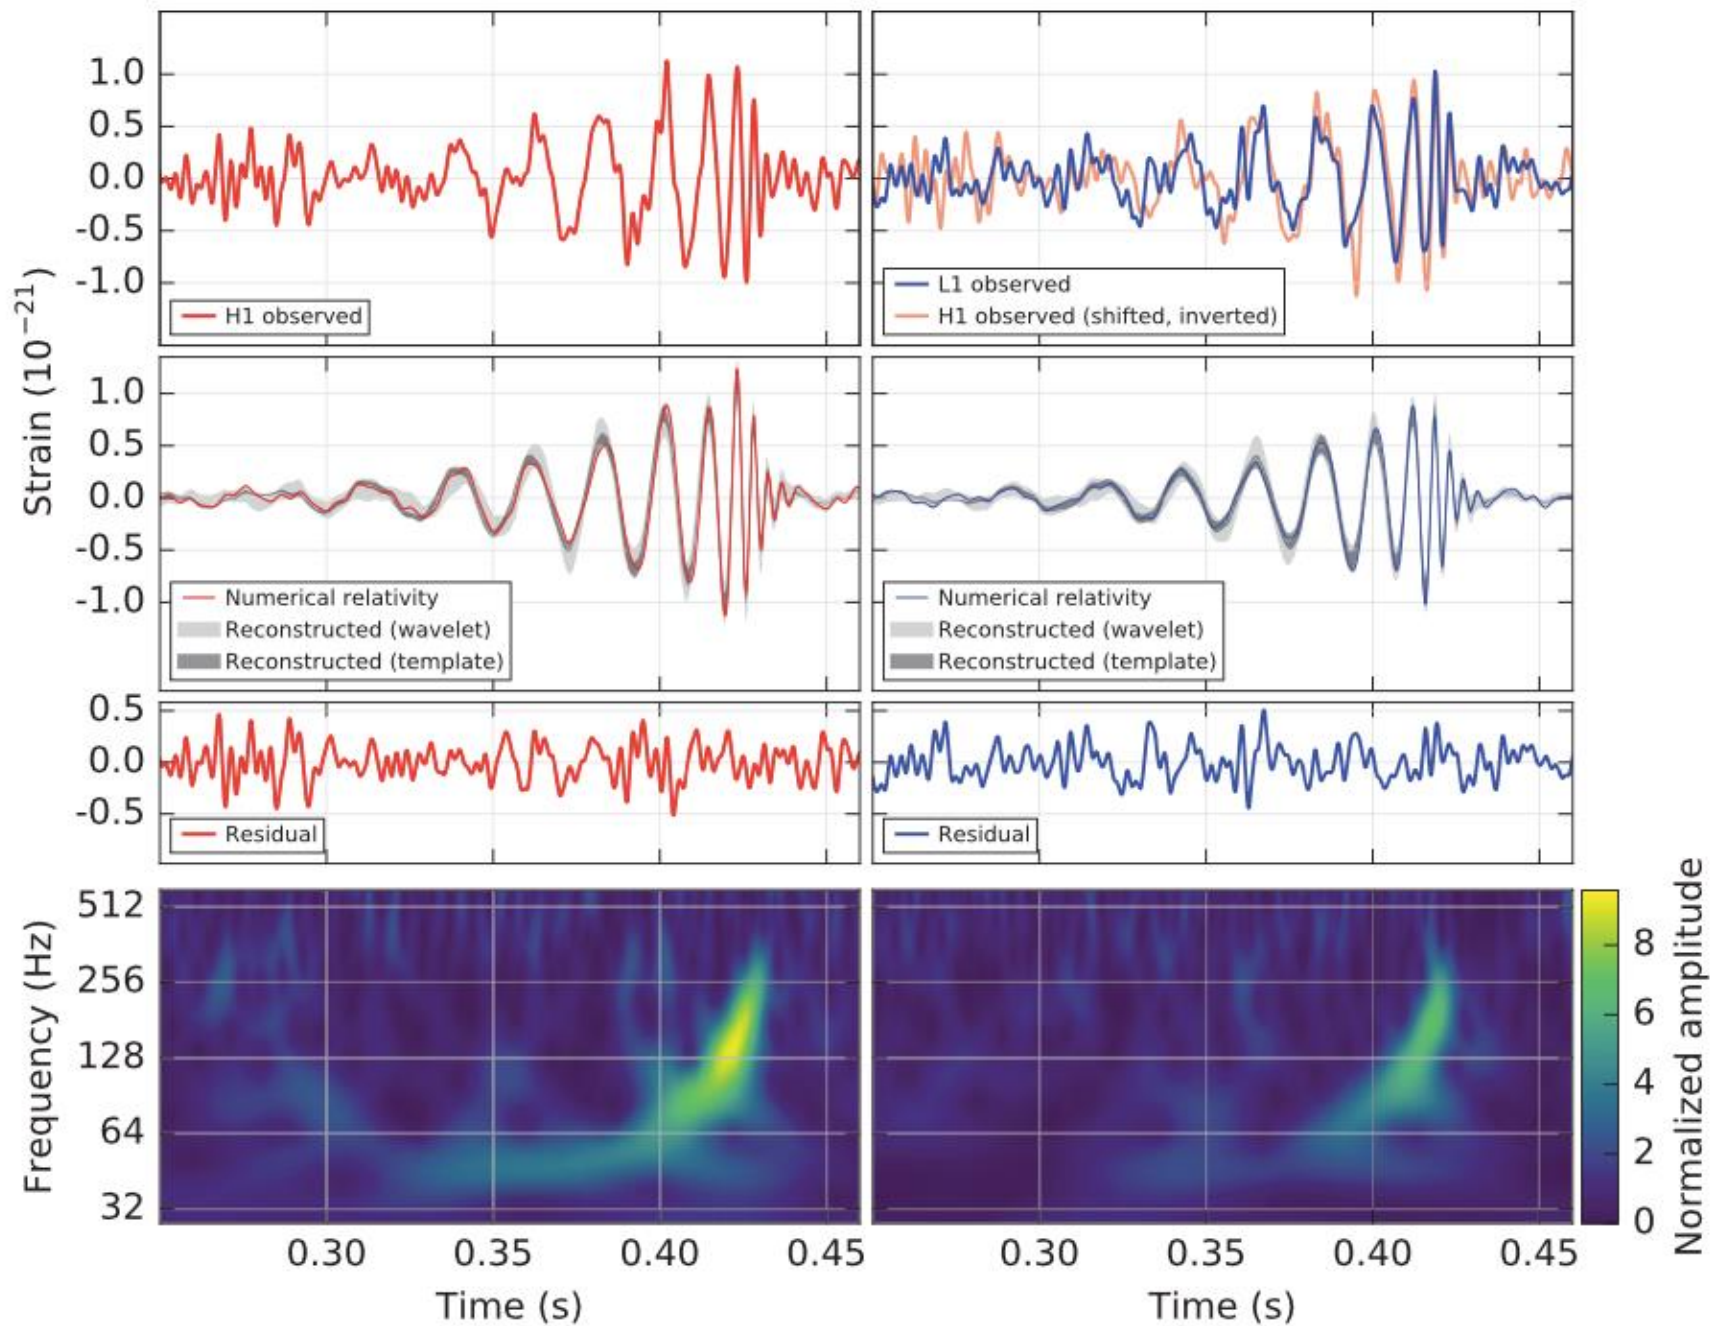 1.0
0.5
0.0
-0.5
-1.0
H1 observed
L1 observed
H1 observed (shifted, inverted)
Strain (10⁻²¹)
1.0
0.5
0.0
-0.5
-1.0
Numerical relativity
Reconstructed (wavelet)
Reconstructed (template)
Numerical relativity
Reconstructed (wavelet)
Reconstructed (template)
0.5
0.0
-0.5
Residual
Residual
Frequency (Hz)
512
256
128
64
32
8
6
4
2
0
Normalized amplitude
0.30 0.35 0.40 0.45
0.30 0.35 0.40 0.45
Time (s)
Time (s)